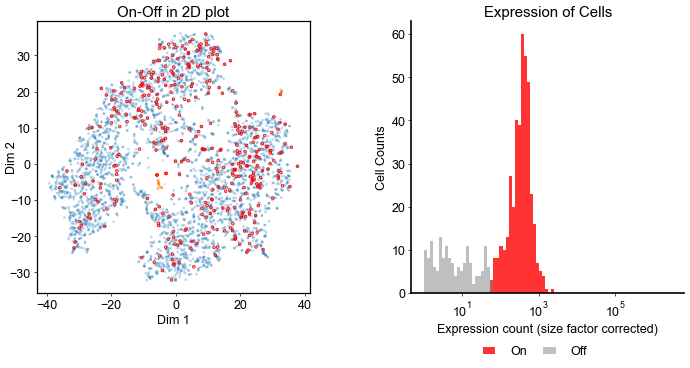 On-Off in 2D plot
Expression of Cells
30
20
10
0
−10
−20
−30
Dim 2
−40
−20
0
20
40
Dim 1
60
50
40
30
20
10
0
Cell Counts
10^1
10^3
10^5
Expression count (size factor corrected)
On
Off